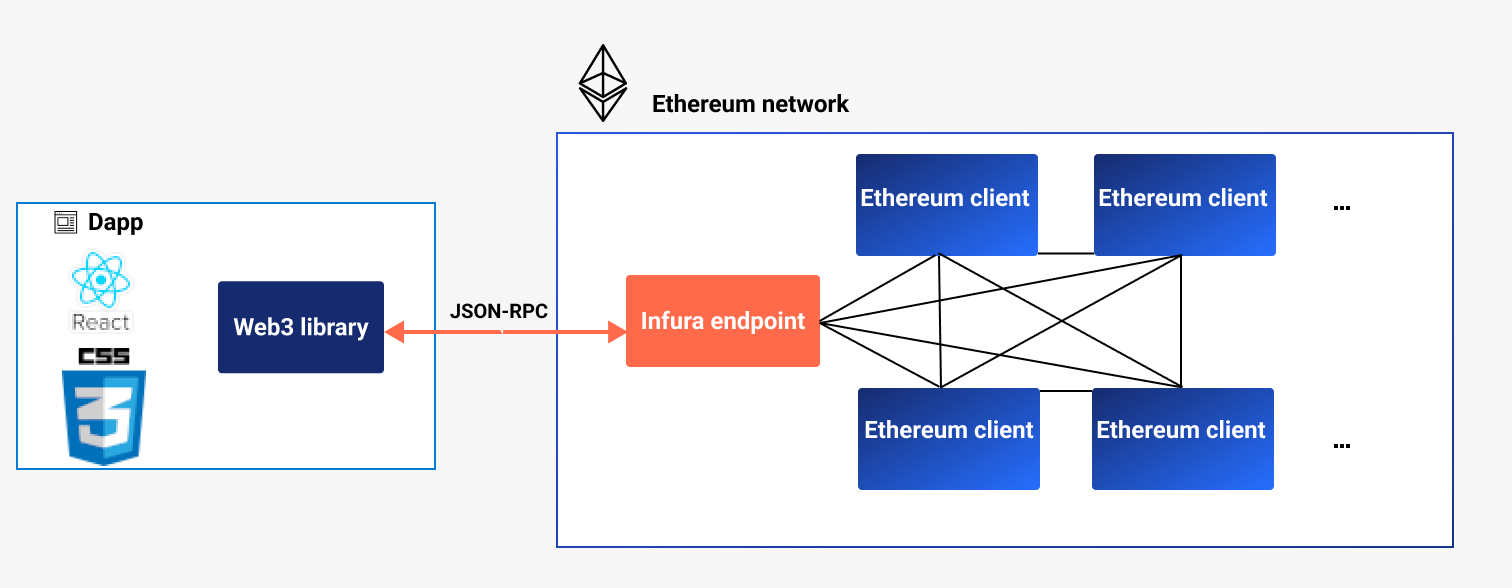 Ethereum network
Ethereum client
Ethereum client
...
Dapp
React
CSS
3
Web3 library
JSON-RPC
Infura endpoint
Ethereum client
Ethereum client
...